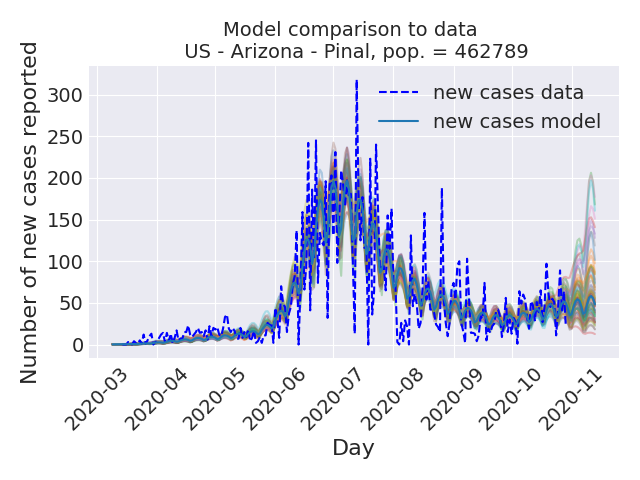 Model comparison to data
US - Arizona - Pinal, pop. = 462789
Number of new cases reported
300
250
200
150
100
50
0
new cases data
new cases model
2020-03
2020-04
2020-05
2020-06
2020-07
2020-08
2020-09
2020-10
2020-11
Day